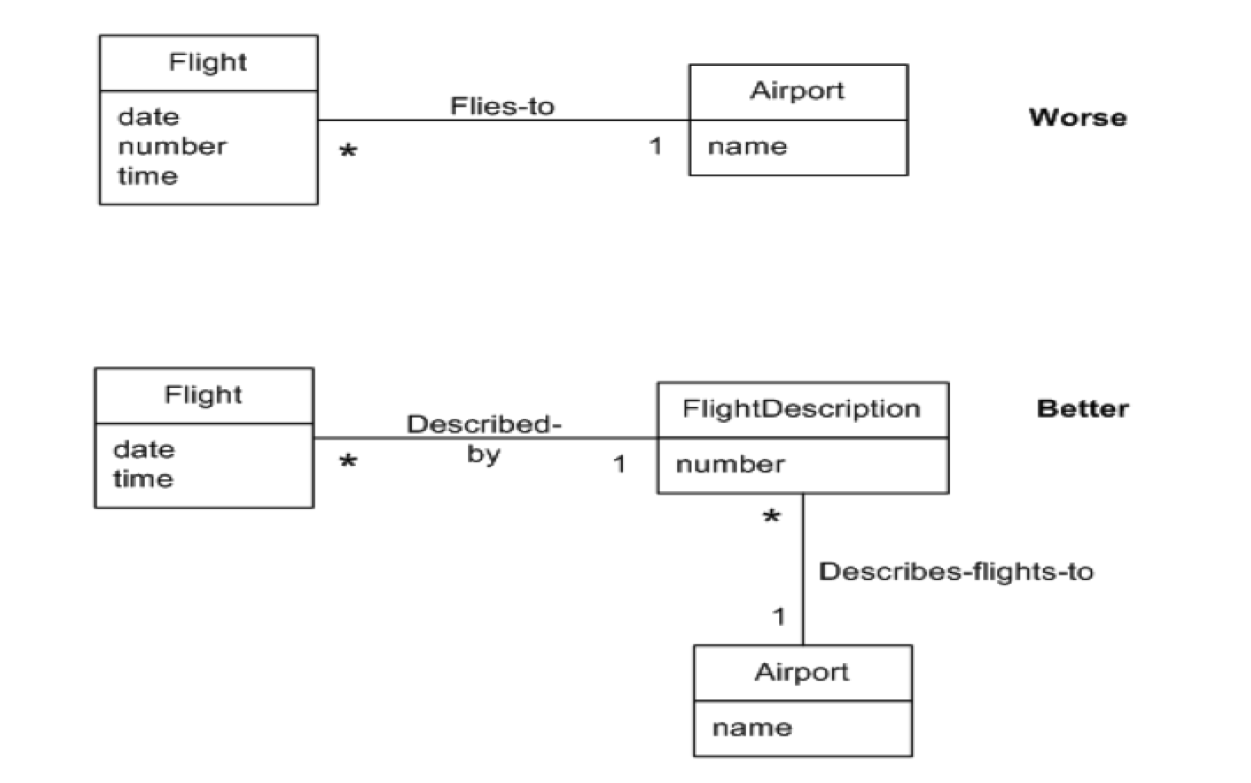 Flight
date
number
time
Flies-to
*
1
Airport
name
Worse
Flight
date
time
Described-
by
*
1
FlightDescription
number
Better
*
Describes-flights-to
1
Airport
name